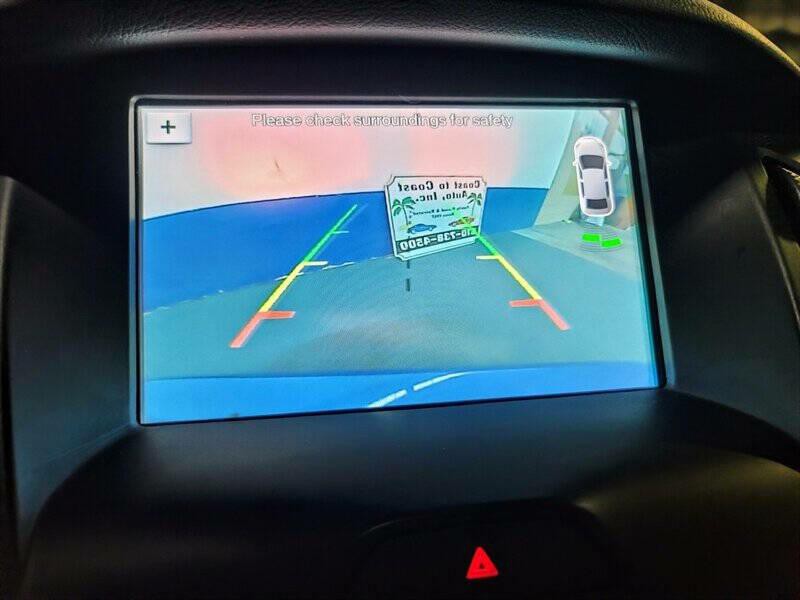 +
Please check surroundings for safety
Coast to Coast
Auto, Inc.
610-738-4500